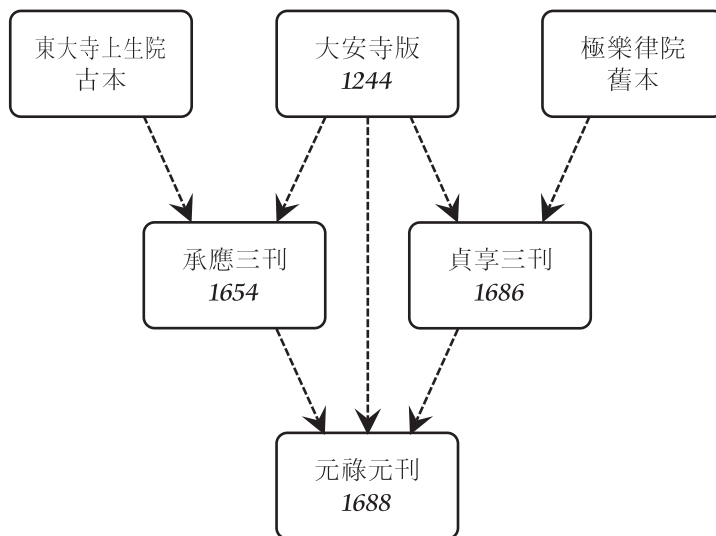 東大寺上生院
古本
大安寺版
1244
極樂律院
舊本
承應三刊
1654
貞享三刊
1686
元祿元刊
1688